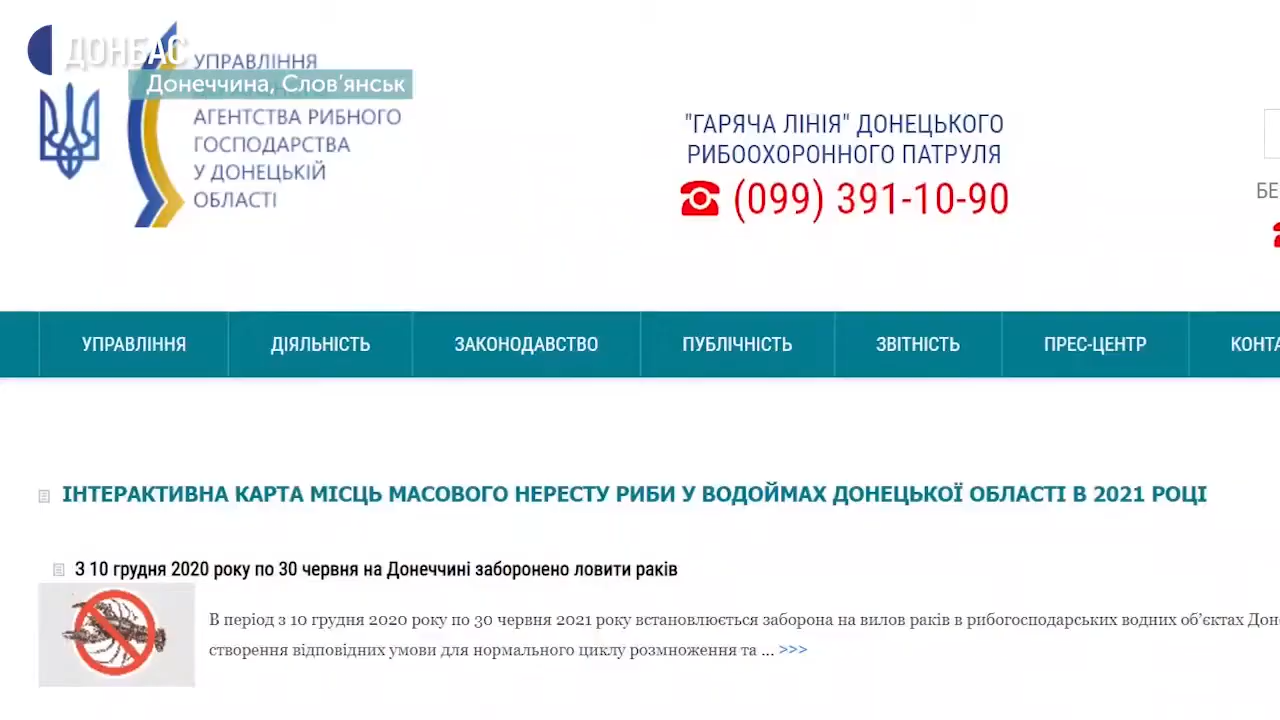 ДОНБАС
Донеччина, Слов’янськ
УПРАВЛІННЯ
АГЕНТСТВА РИБНОГО
ГОСПОДАРСТВА
У ДОНЕЦЬКІЙ
ОБЛАСТІ
"ГАРЯЧА ЛІНІЯ" ДОНЕЦЬКОГО
РИБООХОРОННОГО ПАТРУЛЯ
(099) 391-10-90
УПРАВЛІННЯ ДІЯЛЬНІСТЬ ЗАКОНОДАВСТВО ПУБЛІЧНІСТЬ ЗВІТНІСТЬ ПРЕС-ЦЕНТР
ІНТЕРАКТИВНА КАРТА МІСЦЬ МАСОВОГО НЕРЕСТУ РИБИ У ВОДОЙМАХ ДОНЕЦЬКОЇ ОБЛАСТІ В 2021 РОЦІ
З 10 грудня 2020 року по 30 червня на Донеччині заборонено ловити раків
В період з 10 грудня 2020 року по 30 червня 2021 року встановлюється заборона на вилов раків в рибогосподарських водних об’єктах
створення відповідних умови для нормального циклу розмноження та ... >>>